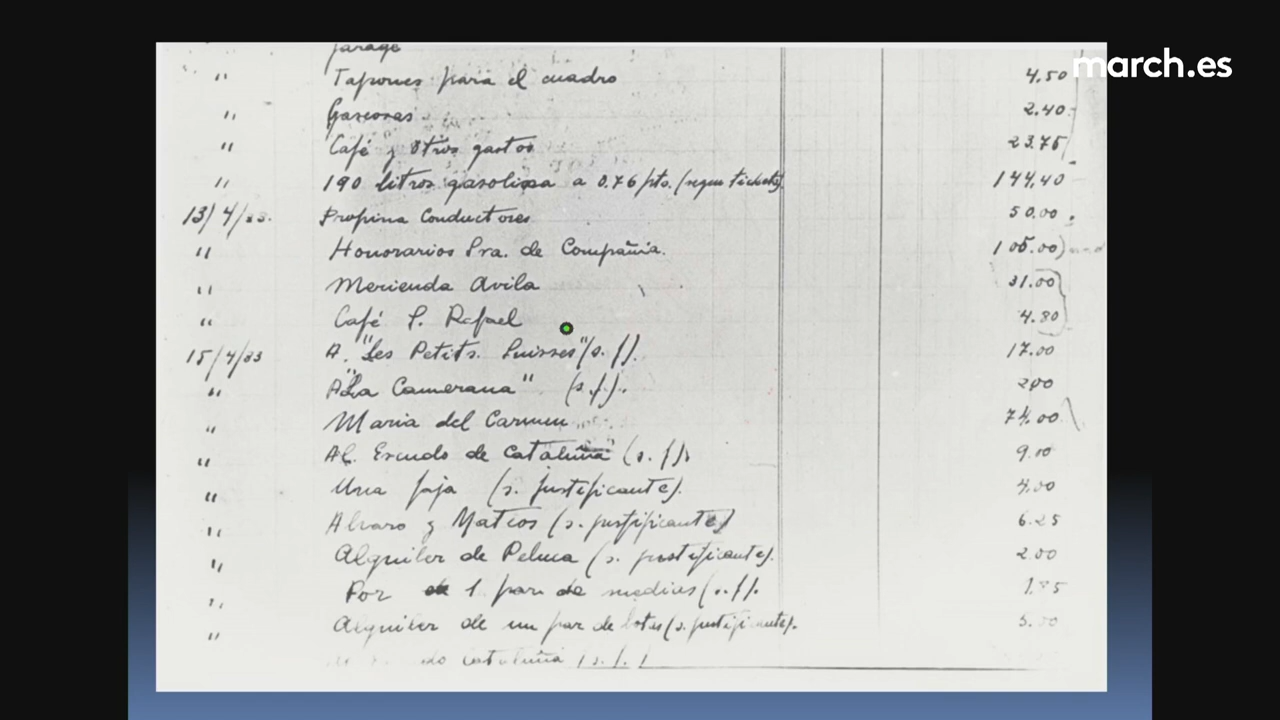 march.es
garage
" Tapones para el cuadro 4.50
" Gaseosas 2.40
" Café y otros gastos 23.75
" 190 litros gasolina a 0.76 pts. (segun tickets) 144,40
13/4/33. Propina Conductores 50.00
" Honorarios Sra. de Compañia. 105.00
" Merienda Avila 31.00
" Café S. Rafael 4.80
15/4/33 A. "Les Petits Suisses" (s. j). 17.00
" A "La Camerana" (s.j.). 2.00
" Maria del Carmen 74.00
" Al Escudo de Cataluña (s. j). 9.10
" Una faja (s. justificante). 4.00
" Alvaro y Mateos (s. justificante) 6.25
" Alquiler de Peluca (s. justificante). 2.00
" Por 1 par de medias (s. j). 1.85
" Alquiler de un par de botas (s. justificante). 5.00
Cataluña (s. j.)